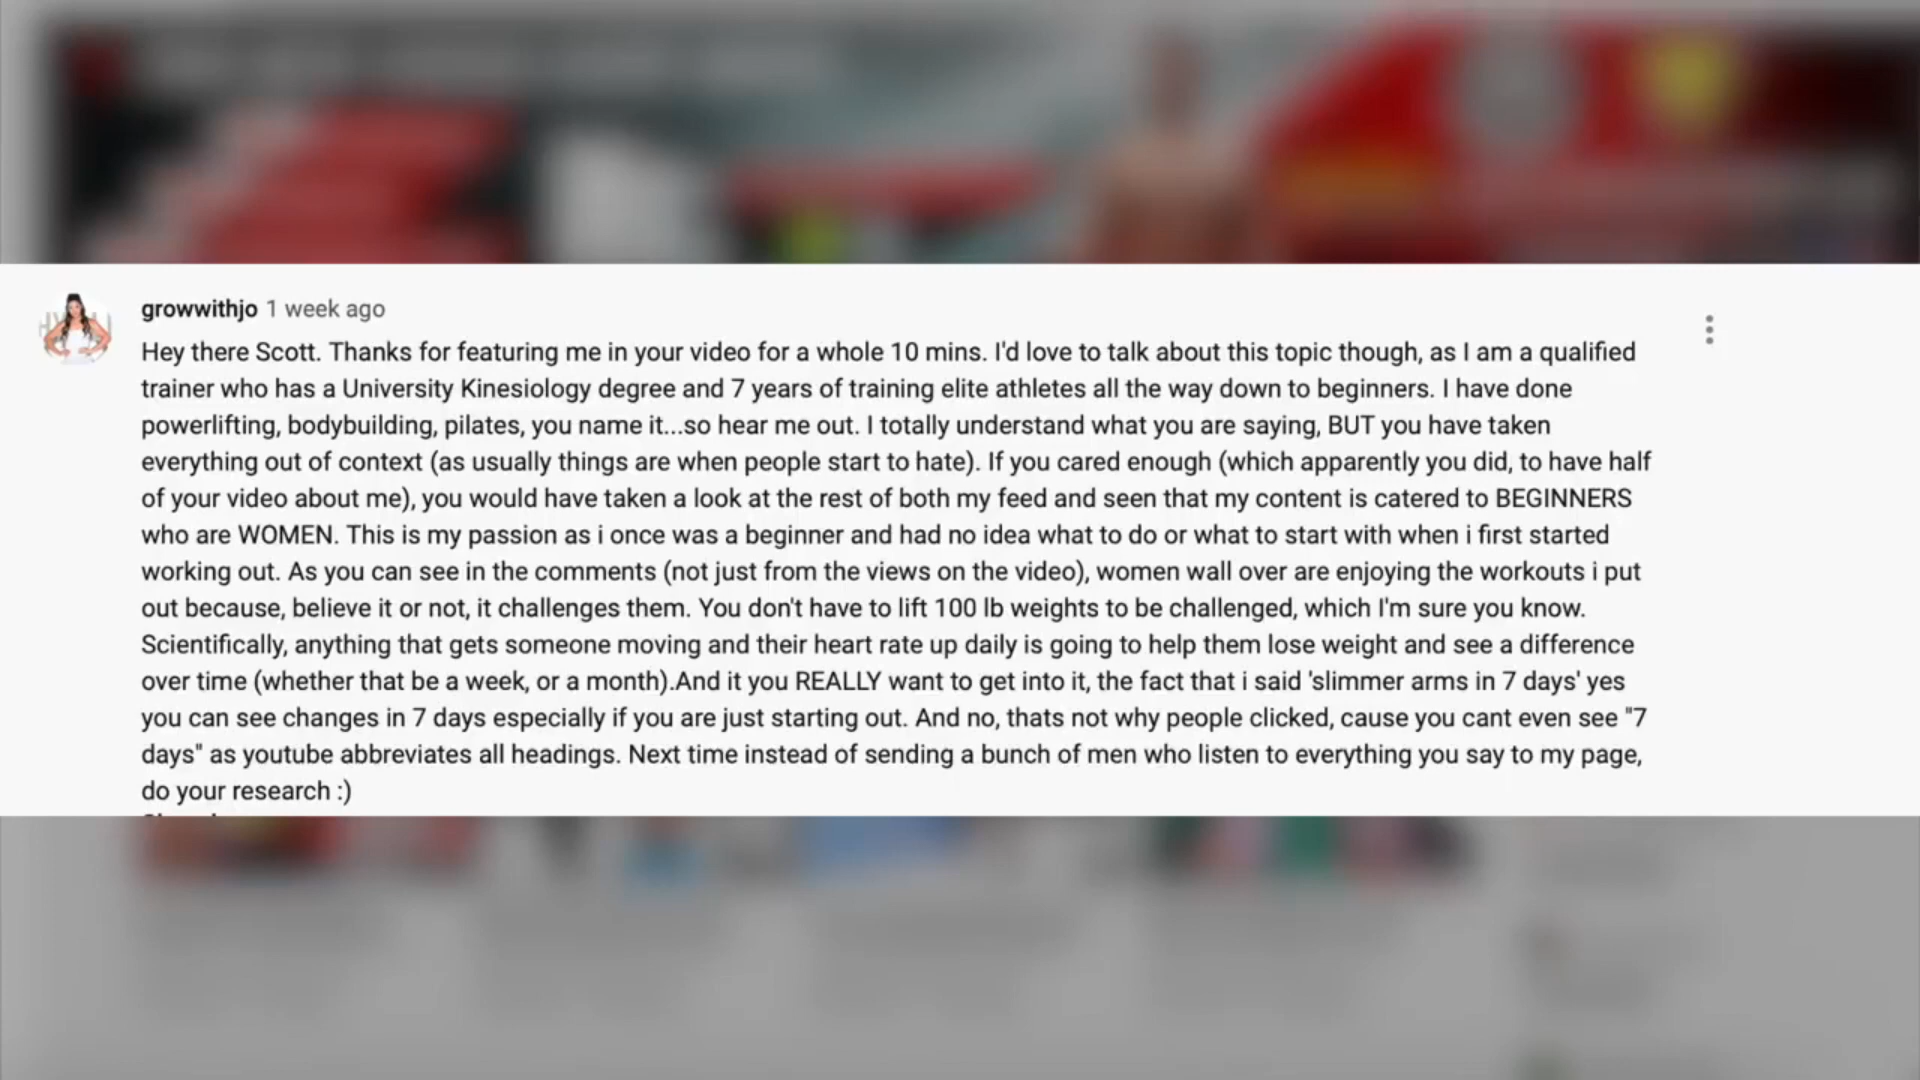 growwithjo 1 week ago
Hey there Scott. Thanks for featuring me in your video for a whole 10 mins. I'd love to talk about this topic though, as I am a qualified
trainer who has a University Kinesiology degree and 7 years of training elite athletes all the way down to beginners. I have done
powerlifting, bodybuilding, pilates, you name it...so hear me out. I totally understand what you are saying, BUT you have taken
everything out of context (as usually things are when people start to hate). If you cared enough (which apparently you did, to have half
of your video about me), you would have taken a look at the rest of both my feed and seen that my content is catered to BEGINNERS
who are WOMEN. This is my passion as i once was a beginner and had no idea what to do or what to start with when i first started
working out. As you can see in the comments (not just from the views on the video), women wall over are enjoying the workouts i put
out because, believe it or not, it challenges them. You don't have to lift 100 lb weights to be challenged, which I'm sure you know.
Scientifically, anything that gets someone moving and their heart rate up daily is going to help them lose weight and see a difference
over time (whether that be a week, or a month).And it you REALLY want to get into it, the fact that i said 'slimmer arms in 7 days' yes
you can see changes in 7 days especially if you are just starting out. And no, thats not why people clicked, cause you cant even see "7
days" as youtube abbreviates all headings. Next time instead of sending a bunch of men who listen to everything you say to my page,
do your research :)